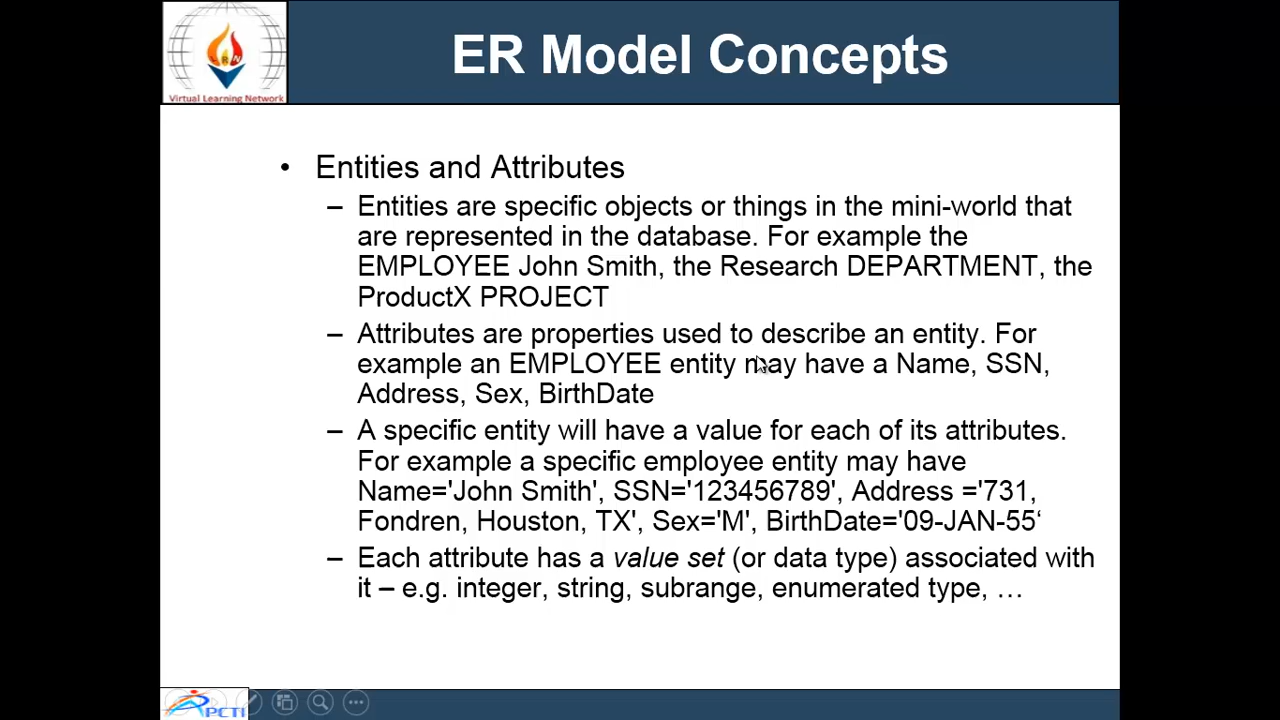 ER Model Concepts
Virtual Learning Network
• Entities and Attributes
– Entities are specific objects or things in the mini-world that
are represented in the database. For example the
EMPLOYEE John Smith, the Research DEPARTMENT, the
ProductX PROJECT
– Attributes are properties used to describe an entity. For
example an EMPLOYEE entity may have a Name, SSN,
Address, Sex, BirthDate
– A specific entity will have a value for each of its attributes.
For example a specific employee entity may have
Name='John Smith', SSN='123456789', Address ='731,
Fondren, Houston, TX', Sex='M', BirthDate='09-JAN-55‘
– Each attribute has a value set (or data type) associated with
it – e.g. integer, string, subrange, enumerated type, …
PCTI